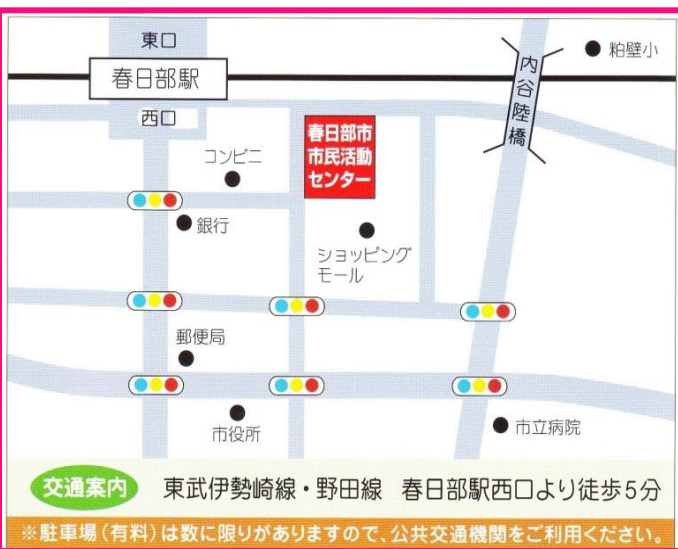 東口
春日部駅
西口
内谷陸橋
粕壁小
春日部市
市民活動
センター
コンビニ
銀行
ショッピング
モール
郵便局
市役所
市立病院
交通案内 東武伊勢崎線・野田線 春日部駅西口より徒歩5分
※駐車場(有料)は数に限りがありますので、公共交通機関をご利用ください。